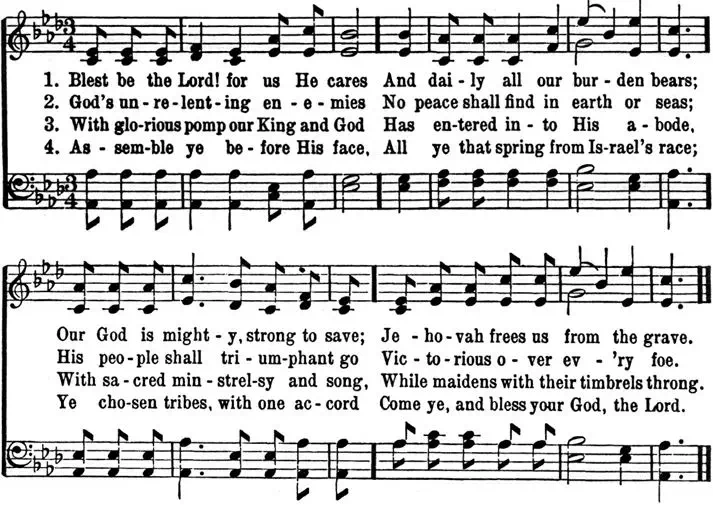 3
4
1. Blest be the Lord! for us He cares And dai-ly all our bur-den bears;
2. God's un-re-lent-ing en-e-mies No peace shall find in earth or seas;
3. With glo-rious pomp our King and God Has en-tered in-to His a-bode,
4. As-sem-ble ye be-fore His face, All ye that spring from Is-rael's race;
3
4
Our God is might-y, strong to save; Je-ho-vah frees us from the grave.
His peo-ple shall tri-um-phant go Vic-to-rious o-ver ev-'ry foe.
With sa-cred min-strel-sy and song, While maidens with their timbrels throng.
Ye cho-sen tribes, with one ac-cord Come ye, and bless your God, the Lord.